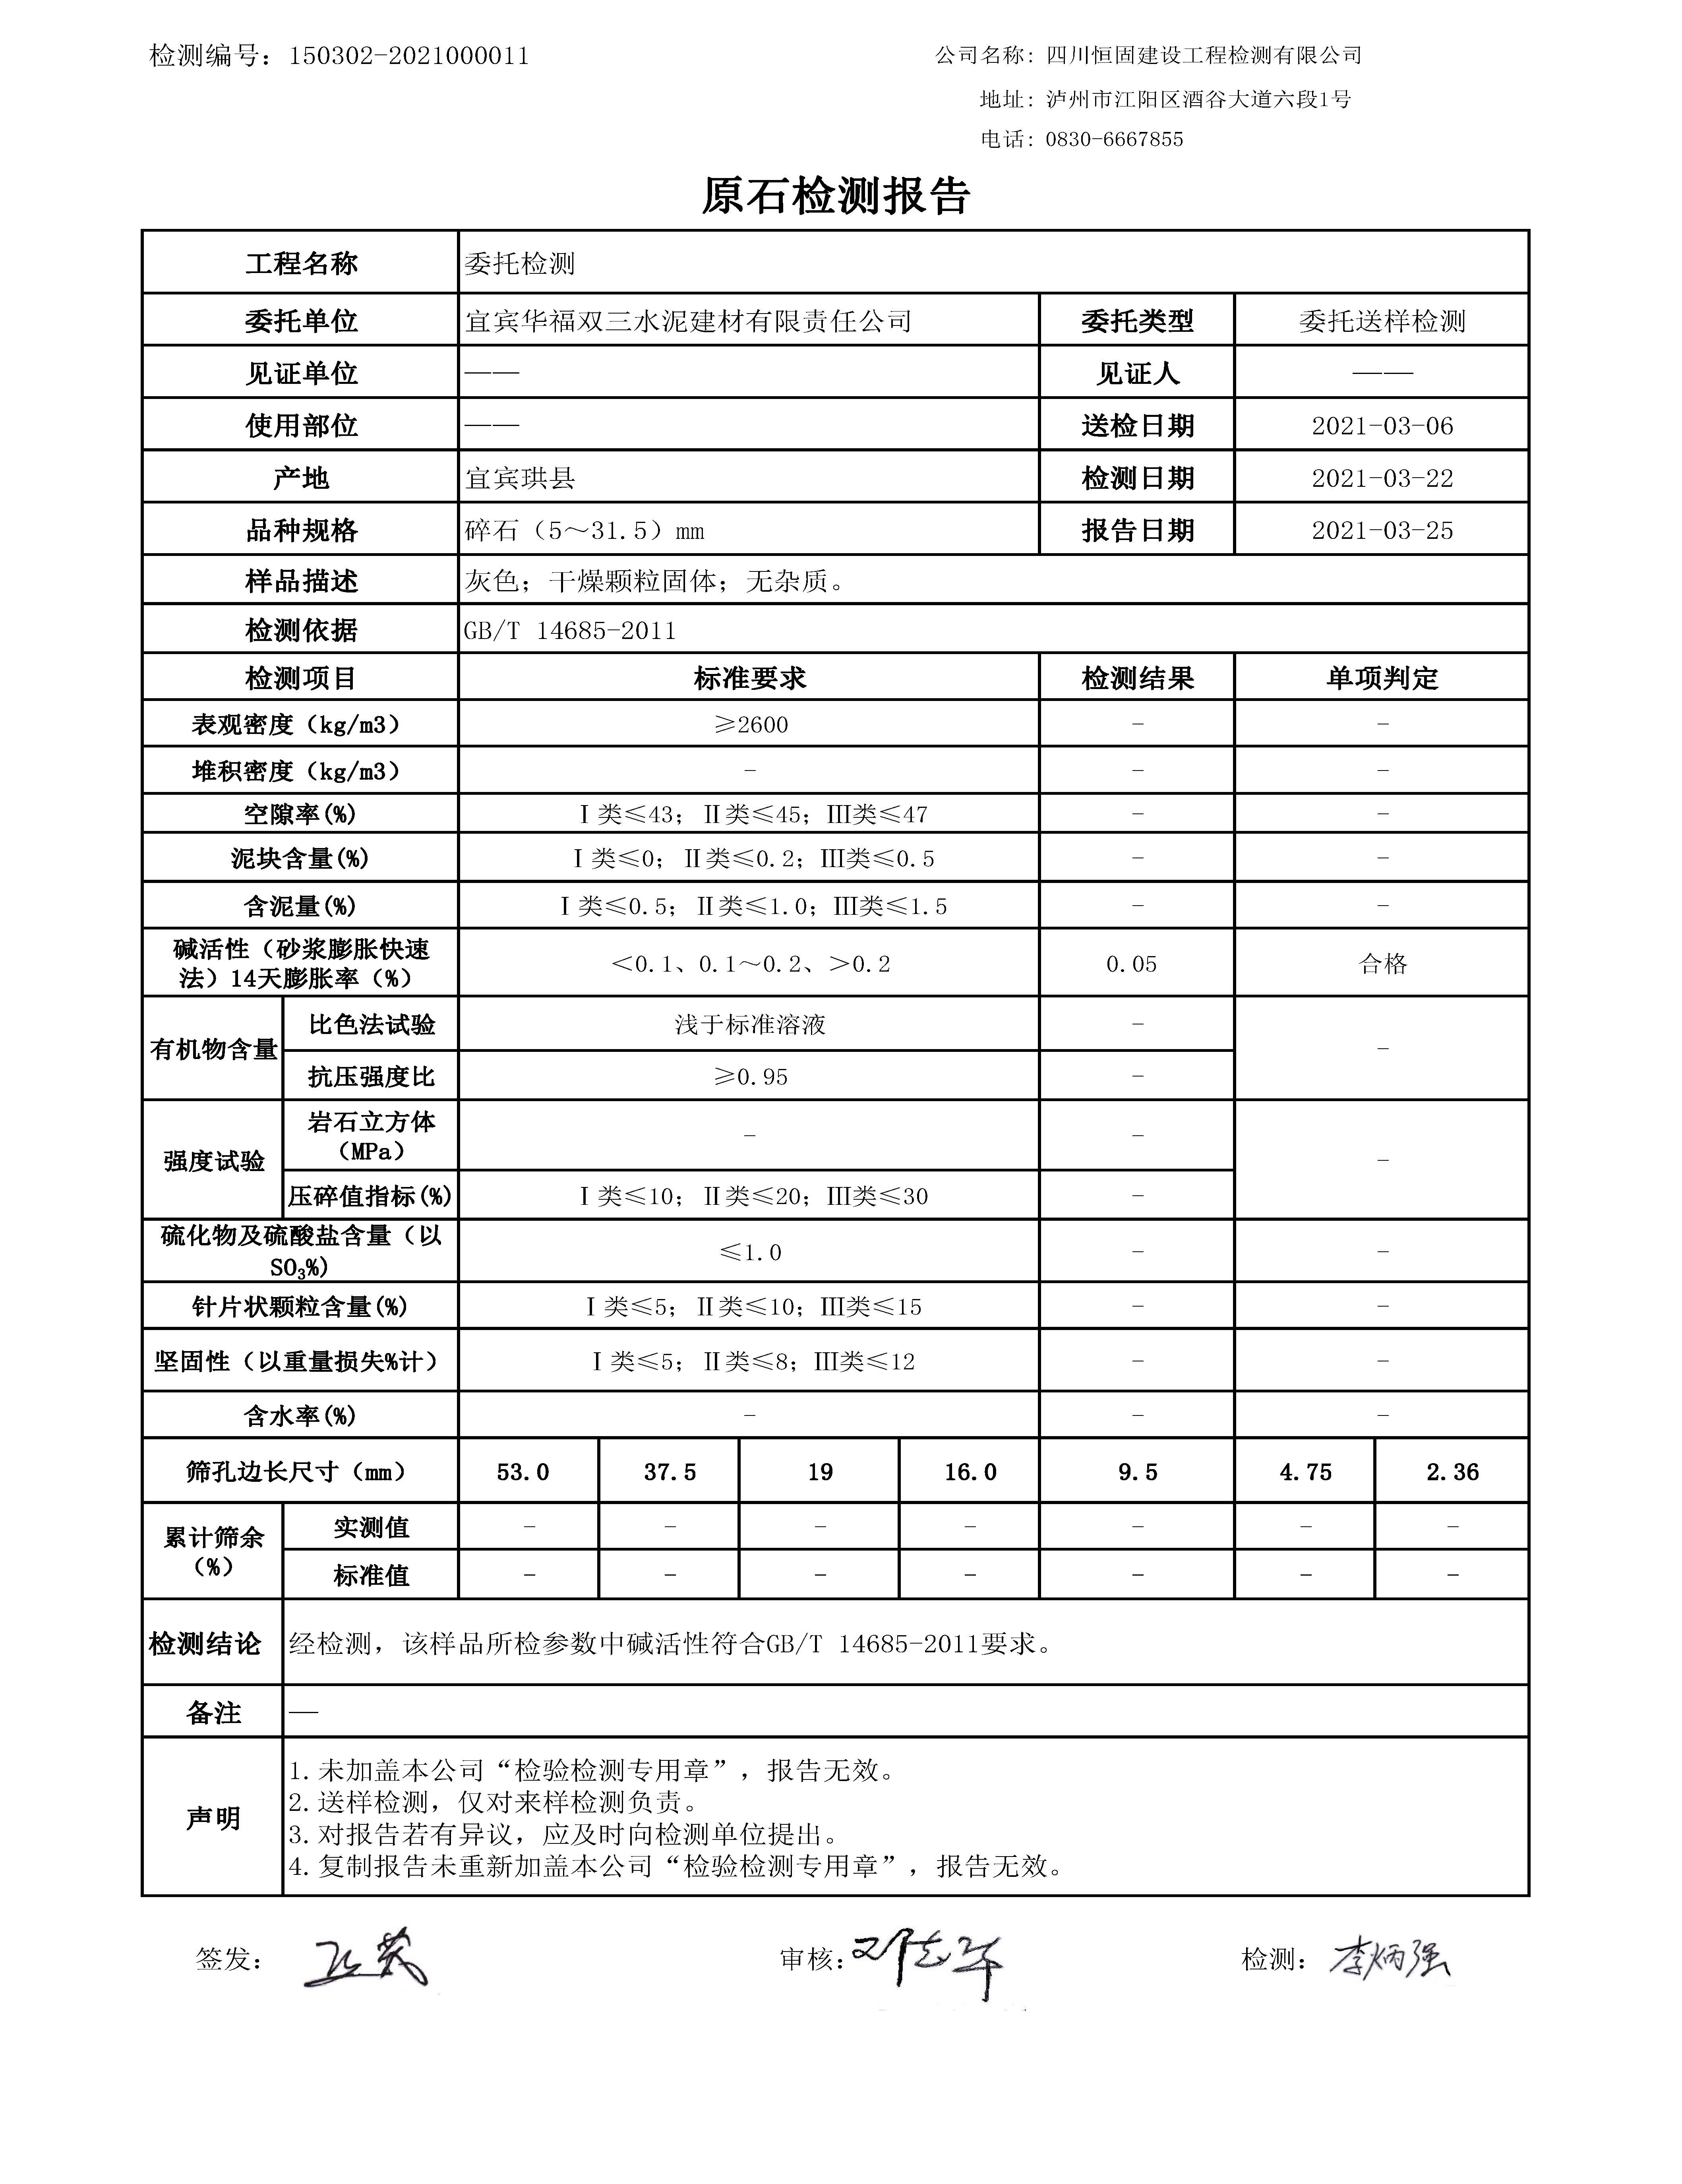 检测编号：150302-2021000011
公司名称：四川恒固建设工程检测有限公司
地址：泸州市江阳区酒谷大道六段1号
电话：0830-6667855
原石检测报告
工程名称 委托检测
委托单位 宜宾华福双三水泥建材有限责任公司 委托类型 委托送样检测
见证单位 —— 见证人 ——
使用部位 —— 送检日期 2021-03-06
产地 宜宾珙县 检测日期 2021-03-22
品种规格 碎石（5～31.5）mm 报告日期 2021-03-25
样品描述 灰色；干燥颗粒固体；无杂质。
检测依据 GB/T 14685-2011
检测项目 标准要求 检测结果 单项判定
表观密度（kg/m3） ≥2600 - -
堆积密度（kg/m3） - - -
空隙率(%) Ⅰ类≤43；Ⅱ类≤45；Ⅲ类≤47 - -
泥块含量(%) Ⅰ类≤0；Ⅱ类≤0.2；Ⅲ类≤0.5 - -
含泥量(%) Ⅰ类≤0.5；Ⅱ类≤1.0；Ⅲ类≤1.5 - -
碱活性（砂浆膨胀快速
法）14天膨胀率（%） <0.1、0.1～0.2、>0.2 0.05 合格
有机物含量 比色法试验 浅于标准溶液 - -
抗压强度比 ≥0.95 -
强度试验 岩石立方体
（MPa） - - -
压碎值指标(%) Ⅰ类≤10；Ⅱ类≤20；Ⅲ类≤30 -
硫化物及硫酸盐含量（以
SO₃%） ≤1.0 - -
针片状颗粒含量(%) Ⅰ类≤5；Ⅱ类≤10；Ⅲ类≤15 - -
坚固性（以重量损失%计） Ⅰ类≤5；Ⅱ类≤8；Ⅲ类≤12 - -
含水率(%) - - -
筛孔边长尺寸（mm） 53.0 37.5 19 16.0 9.5 4.75 2.36
累计筛余
（%） 实测值 - - - - - - -
标准值 - - - - - - -
检测结论 经检测，该样品所检参数中碱活性符合GB/T 14685-2011要求。
备注 —
声明
1.未加盖本公司“检验检测专用章”，报告无效。
2.送样检测，仅对来样检测负责。
3.对报告若有异议，应及时向检测单位提出。
4.复制报告未重新加盖本公司“检验检测专用章”，报告无效。
签发： 审核： 检测：李炳强